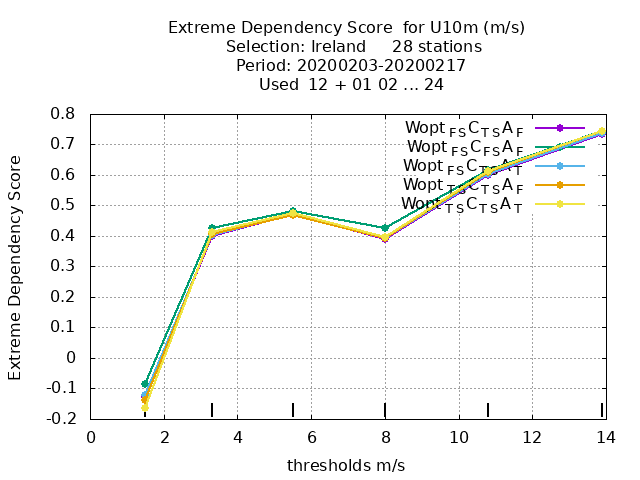 Extreme Dependency Score  for U10m (m/s)
Selection: Ireland     28 stations
Period: 20200203-20200217
Used  12 + 01 02 ... 24
Extreme Dependency Score
0.8
0.7
0.6
0.5
0.4
0.3
0.2
0.1
0
-0.1
-0.2
Wopt FS C TS A F
Wopt FS C FS A F
Wopt FS C TS A T
Wopt TS C TS A F
Wopt TS C TS A T
0 2 4 6 8 10 12 14
thresholds m/s